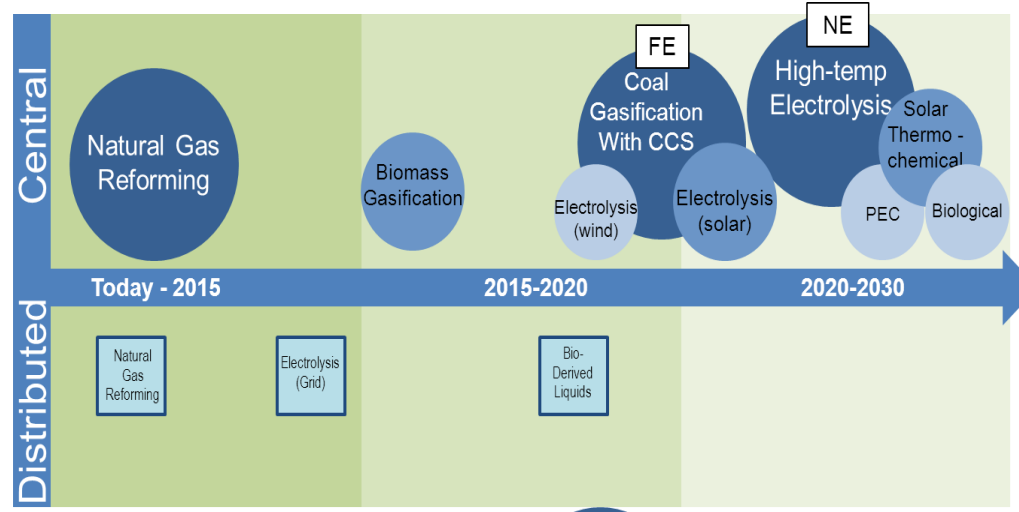 Central
Natural Gas
Reforming
Biomass
Gasification
FE
Coal
Gasification
With CCS
Electrolysis
(wind)
Electrolysis
(solar)
NE
High-temp
Electrolysis
Solar
Thermo -
chemical
PEC
Biological
Today - 2015
2015-2020
2020-2030
Distributed
Natural
Gas
Reforming
Electrolysis
(Grid)
Bio-
Derived
Liquids